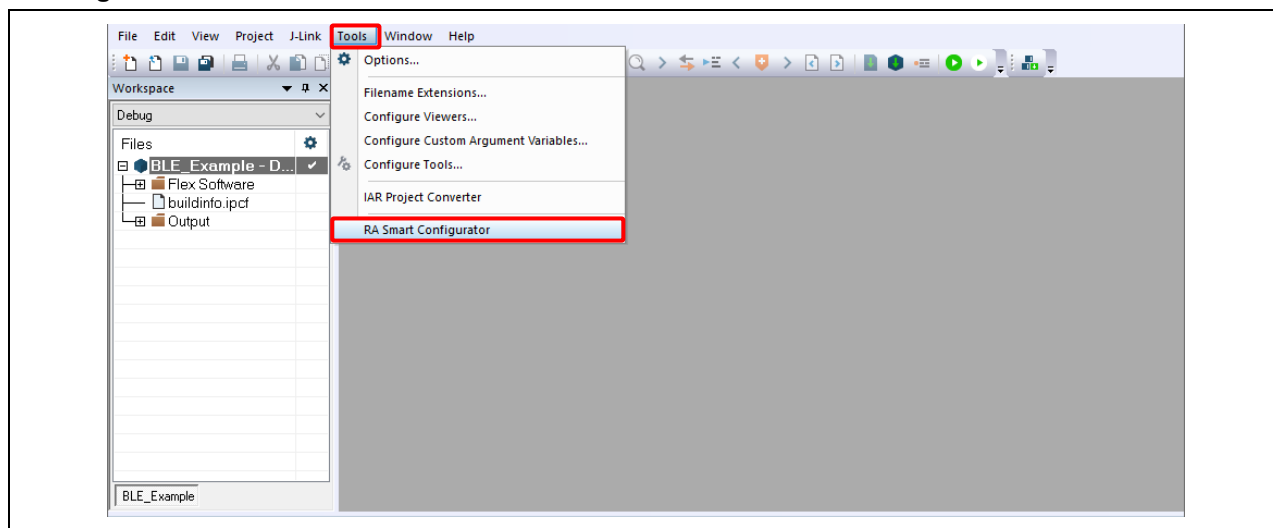 File Edit View Project J-Link Tools Window Help
Workspace
Options...
Filename Extensions...
Debug
Configure Viewers...
Files
Configure Custom Argument Variables...
BLE_Example - D...
Configure Tools...
Flex Software
buildinfo.ipcf
IAR Project Converter
Output
RA Smart Configurator
BLE_Example